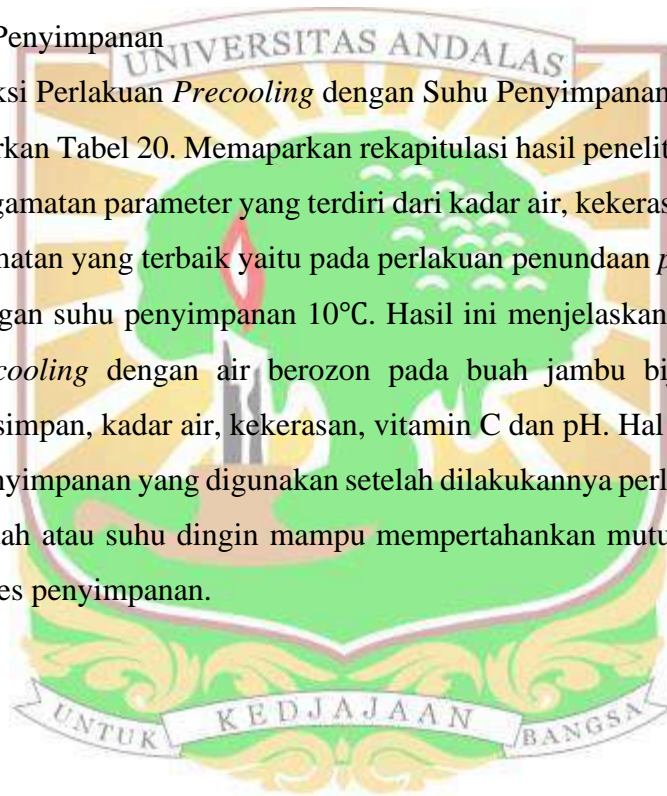 Penyimpanan
UNIVERSITAS ANDALAS
ksi Perlakuan Precooling dengan Suhu Penyimpanan
rkan Tabel 20. Memaparkan rekapitulasi hasil penelit
gamatan parameter yang terdiri dari kadar air, kekeras
matan yang terbaik yaitu pada perlakuan penundaan p
gan suhu penyimpanan 10°C. Hasil ini menjelaskan
cooling dengan air berozon pada buah jambu bi
simpan, kadar air, kekerasan, vitamin C dan pH. Hal
nyimpanan yang digunakan setelah dilakukannya perl
ah atau suhu dingin mampu mempertahankan mutu
es penyimpanan.
UNTUK KEDJAJAAN BANGSA